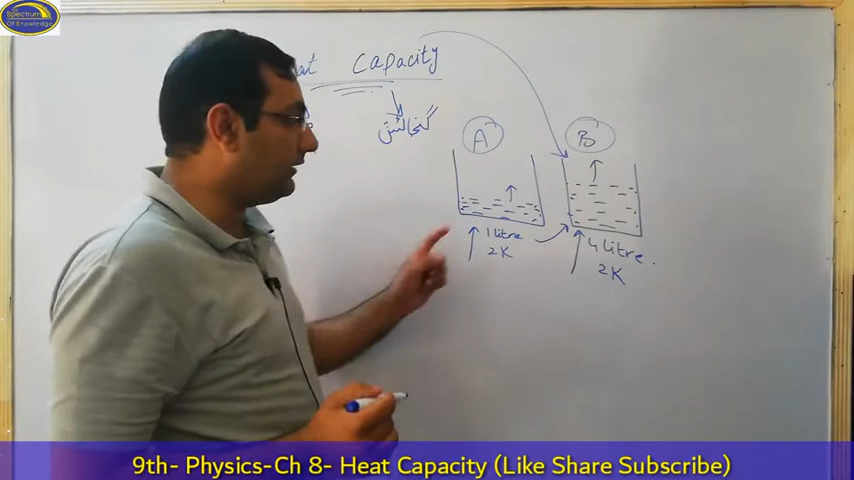 Spectrum
Of Knowledge
Capacity
گنجائش
A
B
1 litre
2K
4 litre
2K
9th- Physics-Ch 8- Heat Capacity (Like Share Subscribe)